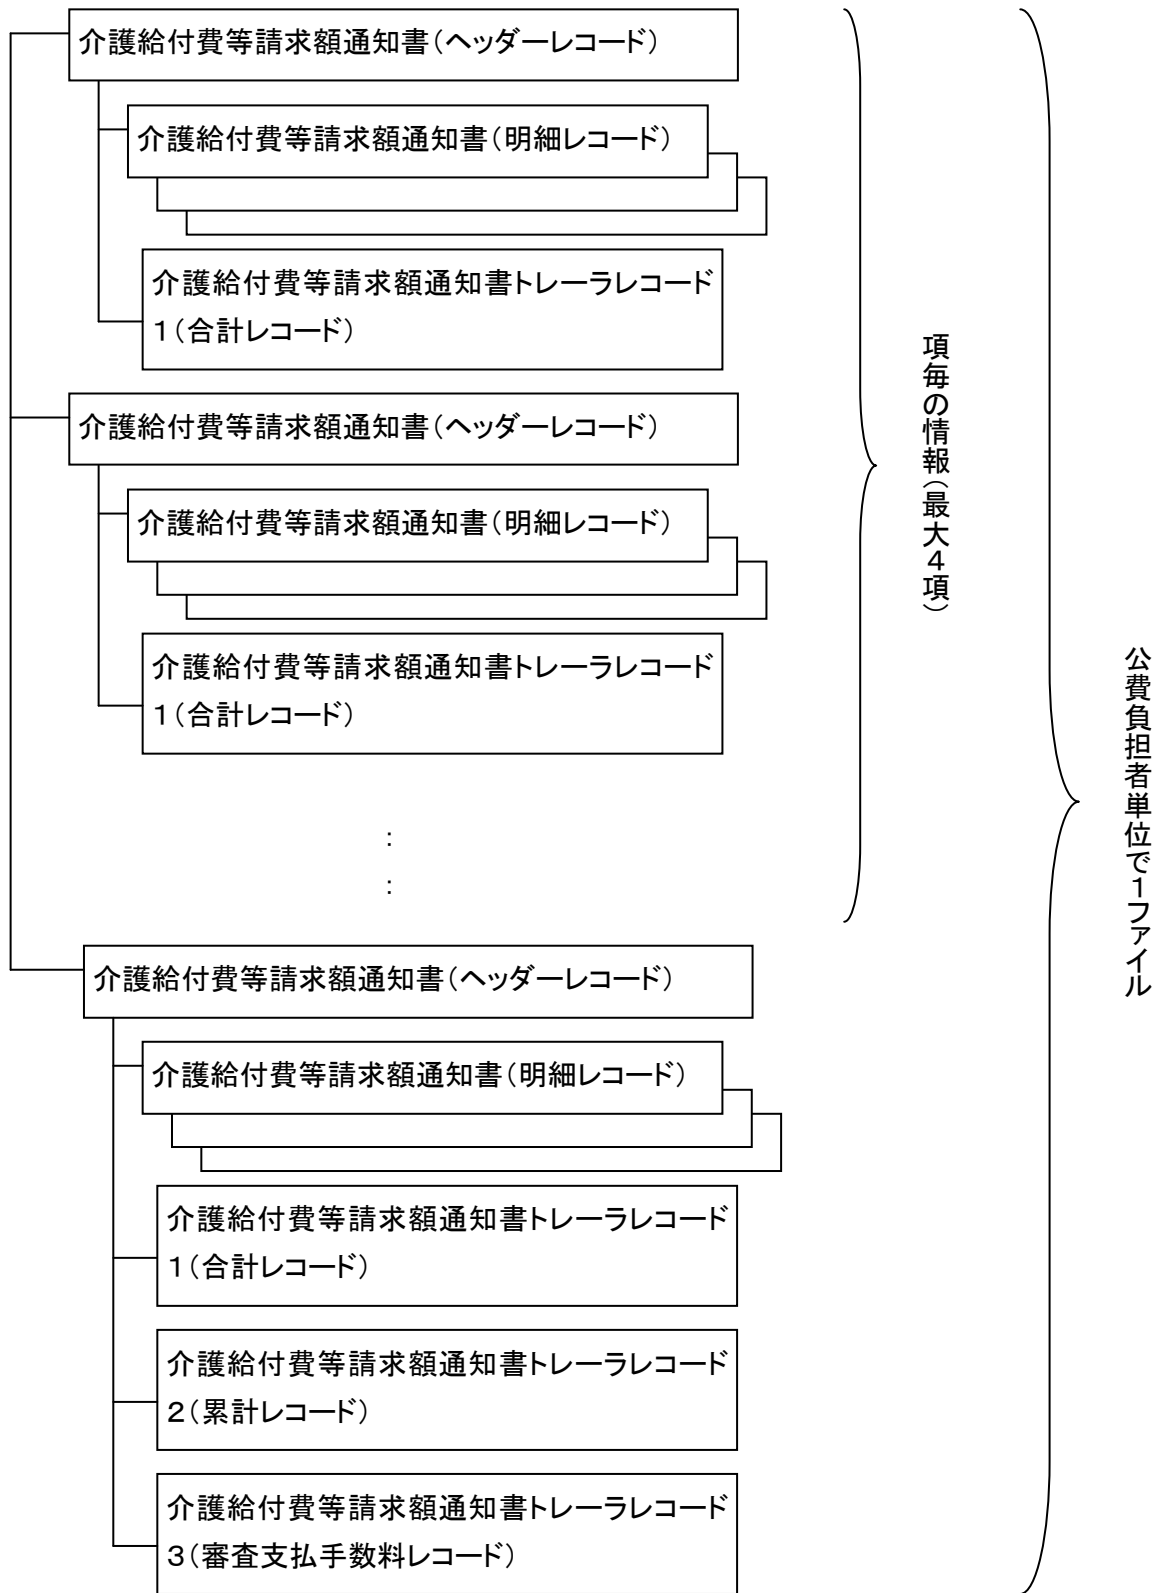 介護給付費等請求額通知書（ヘッダーレコード）
介護給付費等請求額通知書（明細レコード）
介護給付費等請求額通知書トレーラレコード
１（合計レコード）
介護給付費等請求額通知書（ヘッダーレコード）
介護給付費等請求額通知書（明細レコード）
介護給付費等請求額通知書トレーラレコード
１（合計レコード）
：
：
介護給付費等請求額通知書（ヘッダーレコード）
介護給付費等請求額通知書（明細レコード）
介護給付費等請求額通知書トレーラレコード
１（合計レコード）
介護給付費等請求額通知書トレーラレコード
２（累計レコード）
介護給付費等請求額通知書トレーラレコード
３（審査支払手数料レコード）
項毎の情報（最大４項）
公費負担者単位で１ファイル